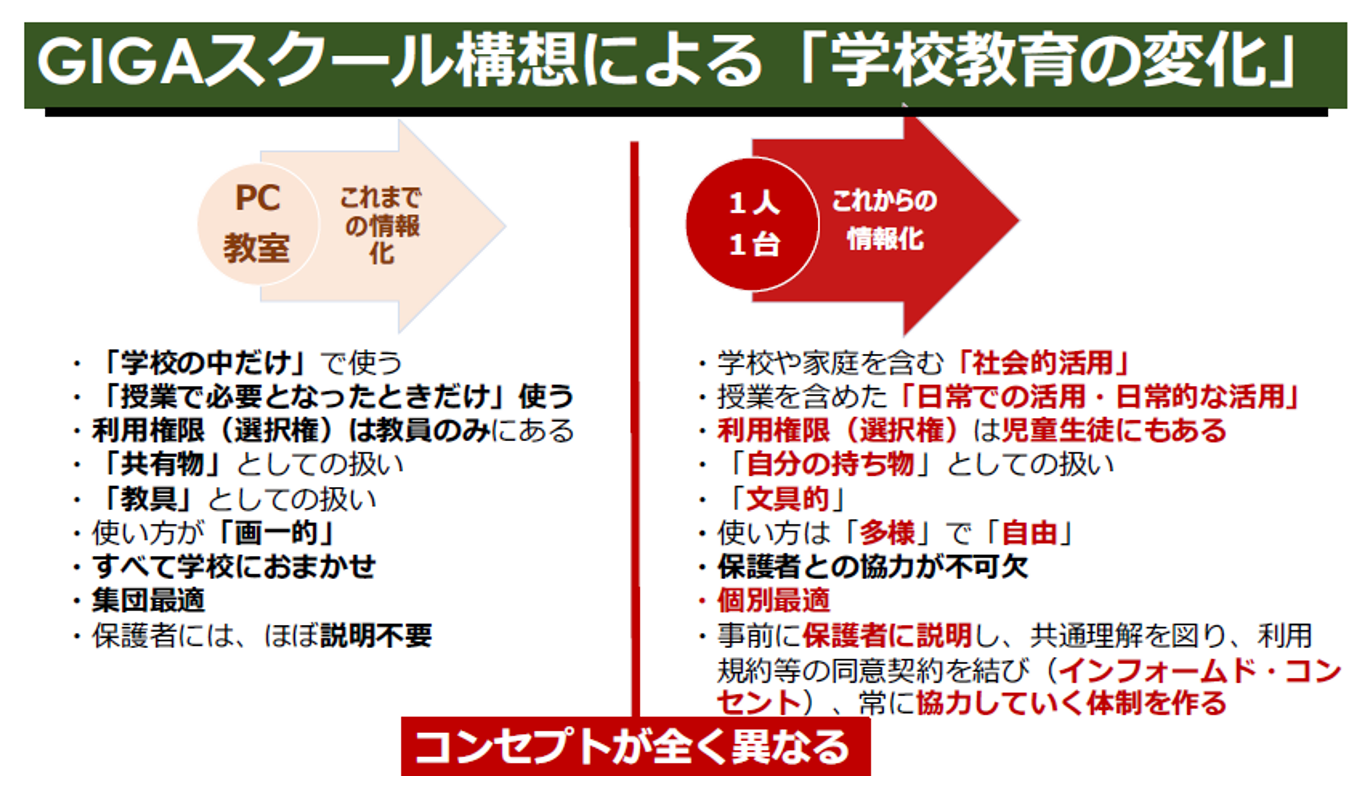 GIGAスクール構想による「学校教育の変化」
PC
教室
これまで
の情報
化
・「学校の中だけ」で使う
・「授業で必要となったときだけ」使う
・利用権限（選択権）は教員のみにある
・「共有物」としての扱い
・「教具」としての扱い
・使い方が「画一的」
・すべて学校におまかせ
・集団最適
・保護者には、ほぼ説明不要
１人
１台
これからの
情報化
・学校や家庭を含む「社会的活用」
・授業を含めた「日常での活用・日常的な活用」
・利用権限（選択権）は児童生徒にもある
・「自分の持ち物」としての扱い
・「文具的」
・使い方は「多様」で「自由」
・保護者との協力が不可欠
・個別最適
・事前に保護者に説明し、共通理解を図り、利用
規約等の同意契約を結び（インフォームド・コン
セント）、常に協力していく体制を作る
コンセプトが全く異なる